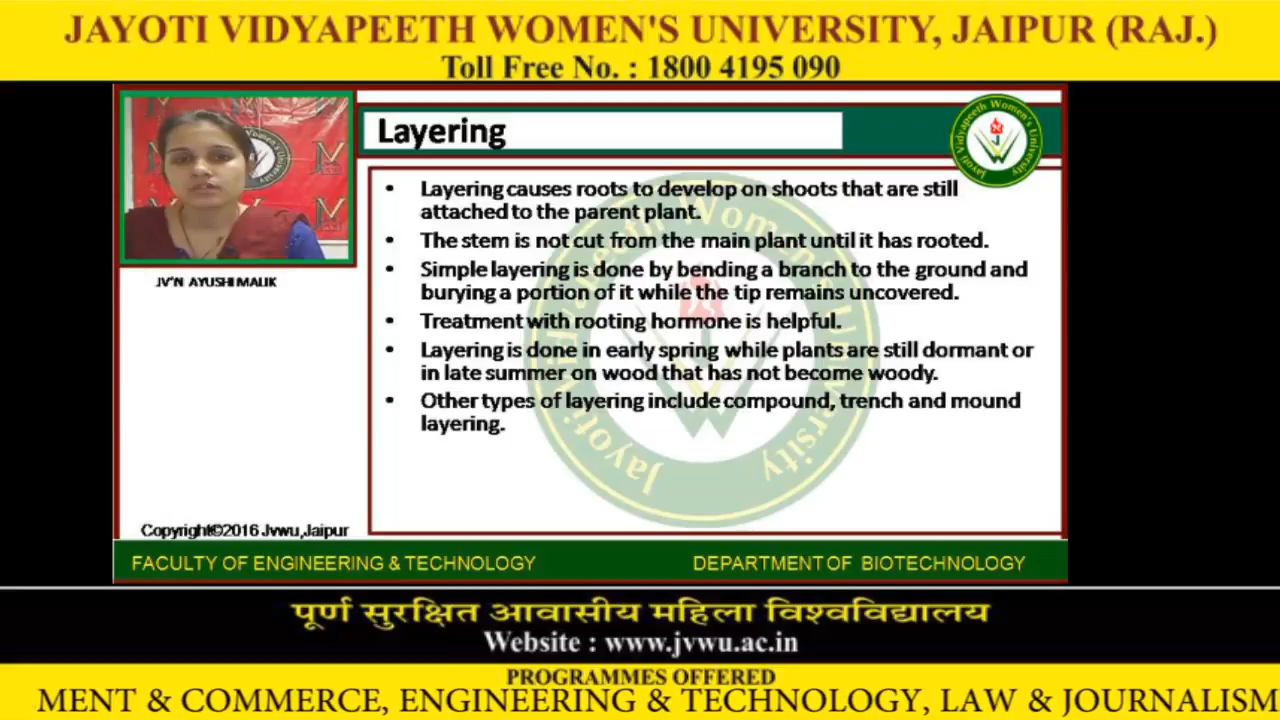 JAYOTI VIDYAPEETH WOMEN'S UNIVERSITY, JAIPUR (RAJ.)
Toll Free No. : 1800 4195 090
Layering
Jayoti Vidyapeeth Women's University
• Layering causes roots to develop on shoots that are still
attached to the parent plant.
• The stem is not cut from the main plant until it has rooted.
• Simple layering is done by bending a branch to the ground and
burying a portion of it while the tip remains uncovered.
• Treatment with rooting hormone is helpful.
• Layering is done in early spring while plants are still dormant or
in late summer on wood that has not become woody.
• Other types of layering include compound, trench and mound
layering.
JV'N AYUSHI MALIK
Copyright©2016 Jvwu,Jaipur
FACULTY OF ENGINEERING & TECHNOLOGY
DEPARTMENT OF BIOTECHNOLOGY
पूर्ण सुरक्षित आवासीय महिला विश्वविद्यालय
Website : www.jvwu.ac.in
PROGRAMMES OFFERED
MENT & COMMERCE, ENGINEERING & TECHNOLOGY, LAW & JOURNALISM